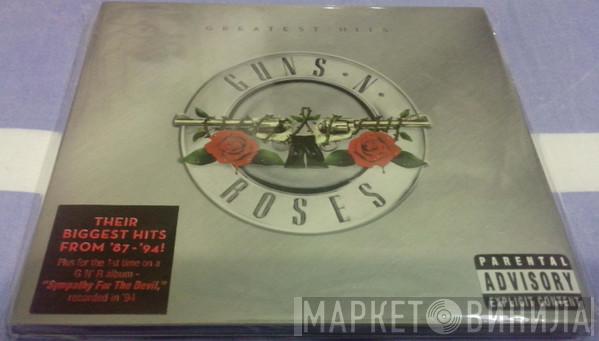 GREATEST HITS
GUNS · N ·
ROSES
THEIR
BIGGEST HITS
FROM '87-'94!
Plus for the 1st time on a
G N' R album -
"Sympathy For The Devil,"
recorded in '94
PARENTAL
ADVISORY
EXPLICIT CONTENT
МАРКЕТ ВИНИЛА